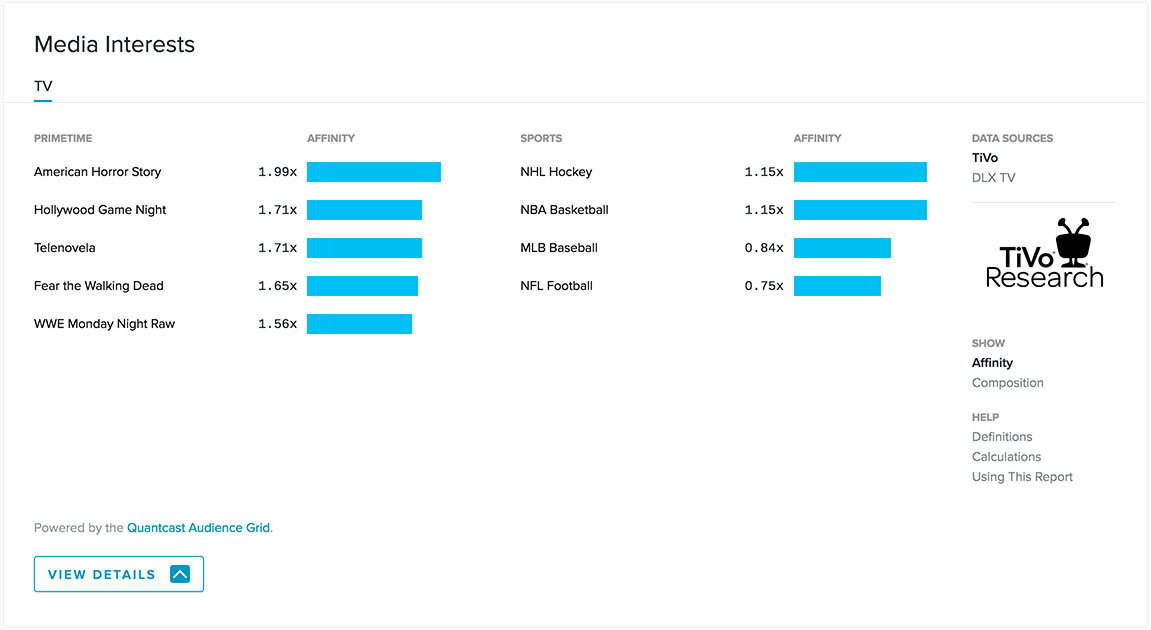 Media Interests
TV
PRIMETIME AFFINITY
American Horror Story 1.99x
Hollywood Game Night 1.71x
Telenovela 1.71x
Fear the Walking Dead 1.65x
WWE Monday Night Raw 1.56x
SPORTS AFFINITY
NHL Hockey 1.15x
NBA Basketball 1.15x
MLB Baseball 0.84x
NFL Football 0.75x
DATA SOURCES
TiVo
DLX TV
TiVo
Research
SHOW
Affinity
Composition
HELP
Definitions
Calculations
Using This Report
Powered by the Quantcast Audience Grid.
VIEW DETAILS